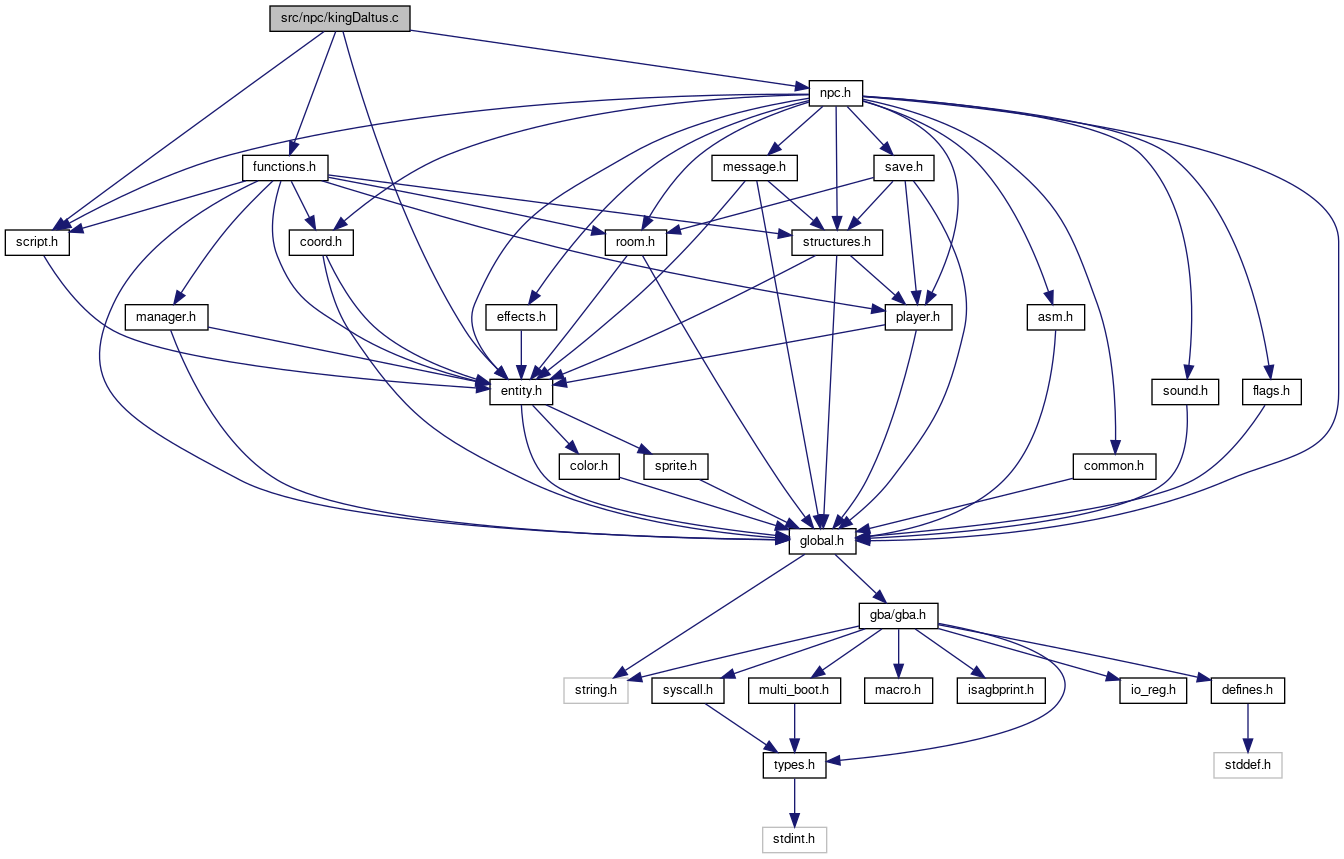 src/npc/kingDaltus.c
npc.h
functions.h
message.h
save.h
script.h
coord.h
room.h
structures.h
manager.h
effects.h
player.h
asm.h
entity.h
sound.h
flags.h
color.h
sprite.h
common.h
global.h
gba/gba.h
string.h
syscall.h
multi_boot.h
macro.h
isagbprint.h
io_reg.h
defines.h
types.h
stddef.h
stdint.h